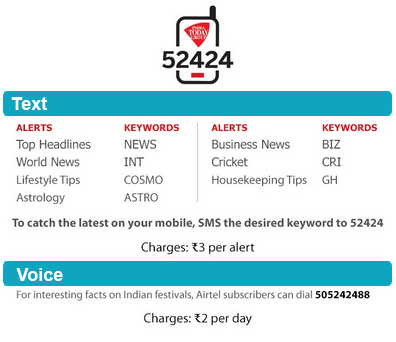 INDIA
TODAY
GROUP
52424
Text
ALERTS KEYWORDS ALERTS KEYWORDS
Top Headlines NEWS Business News BIZ
World News INT Cricket CRI
Lifestyle Tips COSMO Housekeeping Tips GH
Astrology ASTRO
To catch the latest on your mobile, SMS the desired keyword to 52424
Charges: ₹3 per alert
Voice
For interesting facts on Indian festivals, Airtel subscribers can dial 505242488
Charges: ₹2 per day